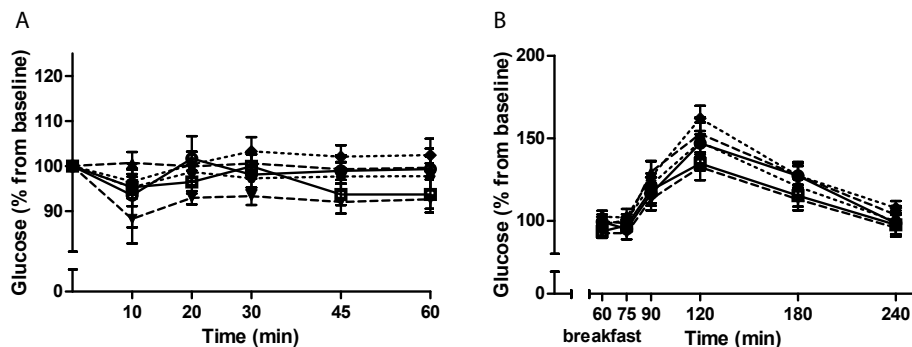 A
Glucose (% from baseline)
120
110
100
90
0
10
20
30
45
60
Time (min)
B
Glucose (% from baseline)
200
150
100
0
60 75 90 120 180 240
breakfast
Time (min)